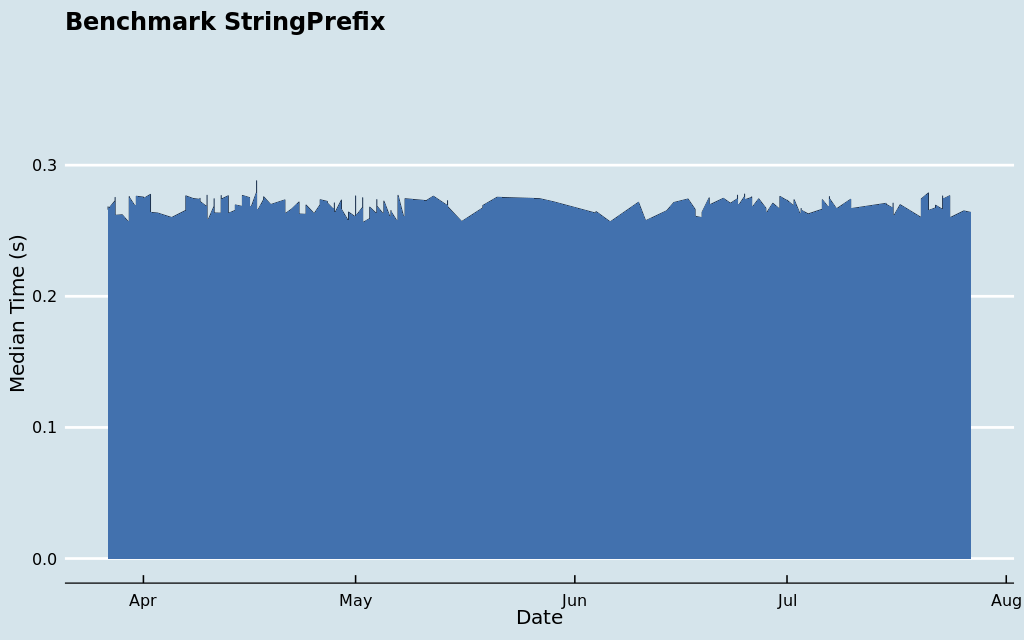 Benchmark StringPrefix
Median Time (s)
0.3
0.2
0.1
0.0
Apr
May
Jun
Jul
Aug
Date